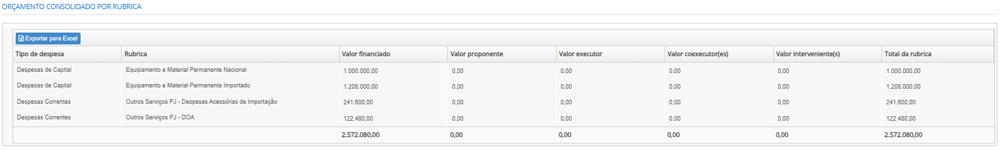 ORÇAMENTO CONSOLIDADO POR RUBRICA
Exportar para Excel
Tipo de despesa Rubrica Valor financiado Valor proponente Valor executor Valor coexecutor(es) Valor interveniente(s) Total da rubrica
Despesas de Capital Equipamento e Material Permanente Nacional 1.000.000,00 0,00 0,00 0,00 0,00 1.000.000,00
Despesas de Capital Equipamento e Material Permanente Importado 1.208.000,00 0,00 0,00 0,00 0,00 1.208.000,00
Despesas Correntes Outros Serviços PJ - Despesas Acessórias de Importação 241.600,00 0,00 0,00 0,00 0,00 241.600,00
Despesas Correntes Outros Serviços PJ - DOA 122.480,00 0,00 0,00 0,00 0,00 122.480,00
2.572.080,00 0,00 0,00 0,00 0,00 2.572.080,00